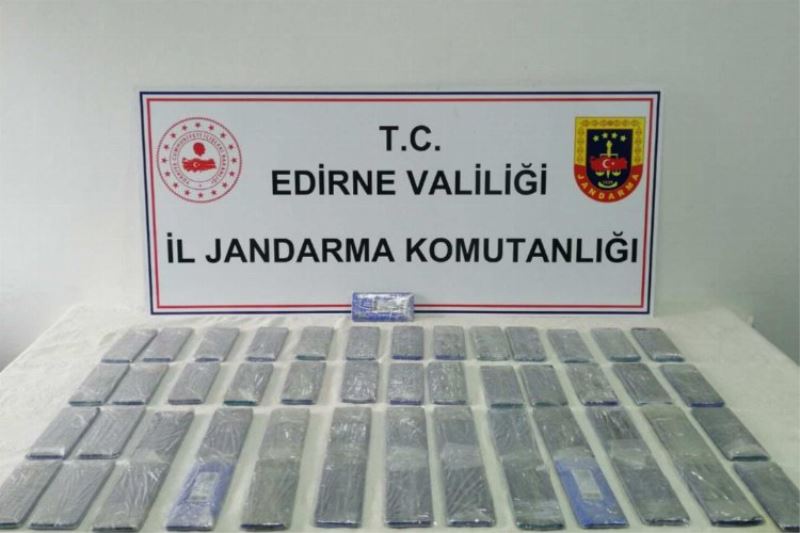 T.C.
EDİRNE VALİLİĞİ
İL JANDARMA KOMUTANLIĞI
JANDARMA